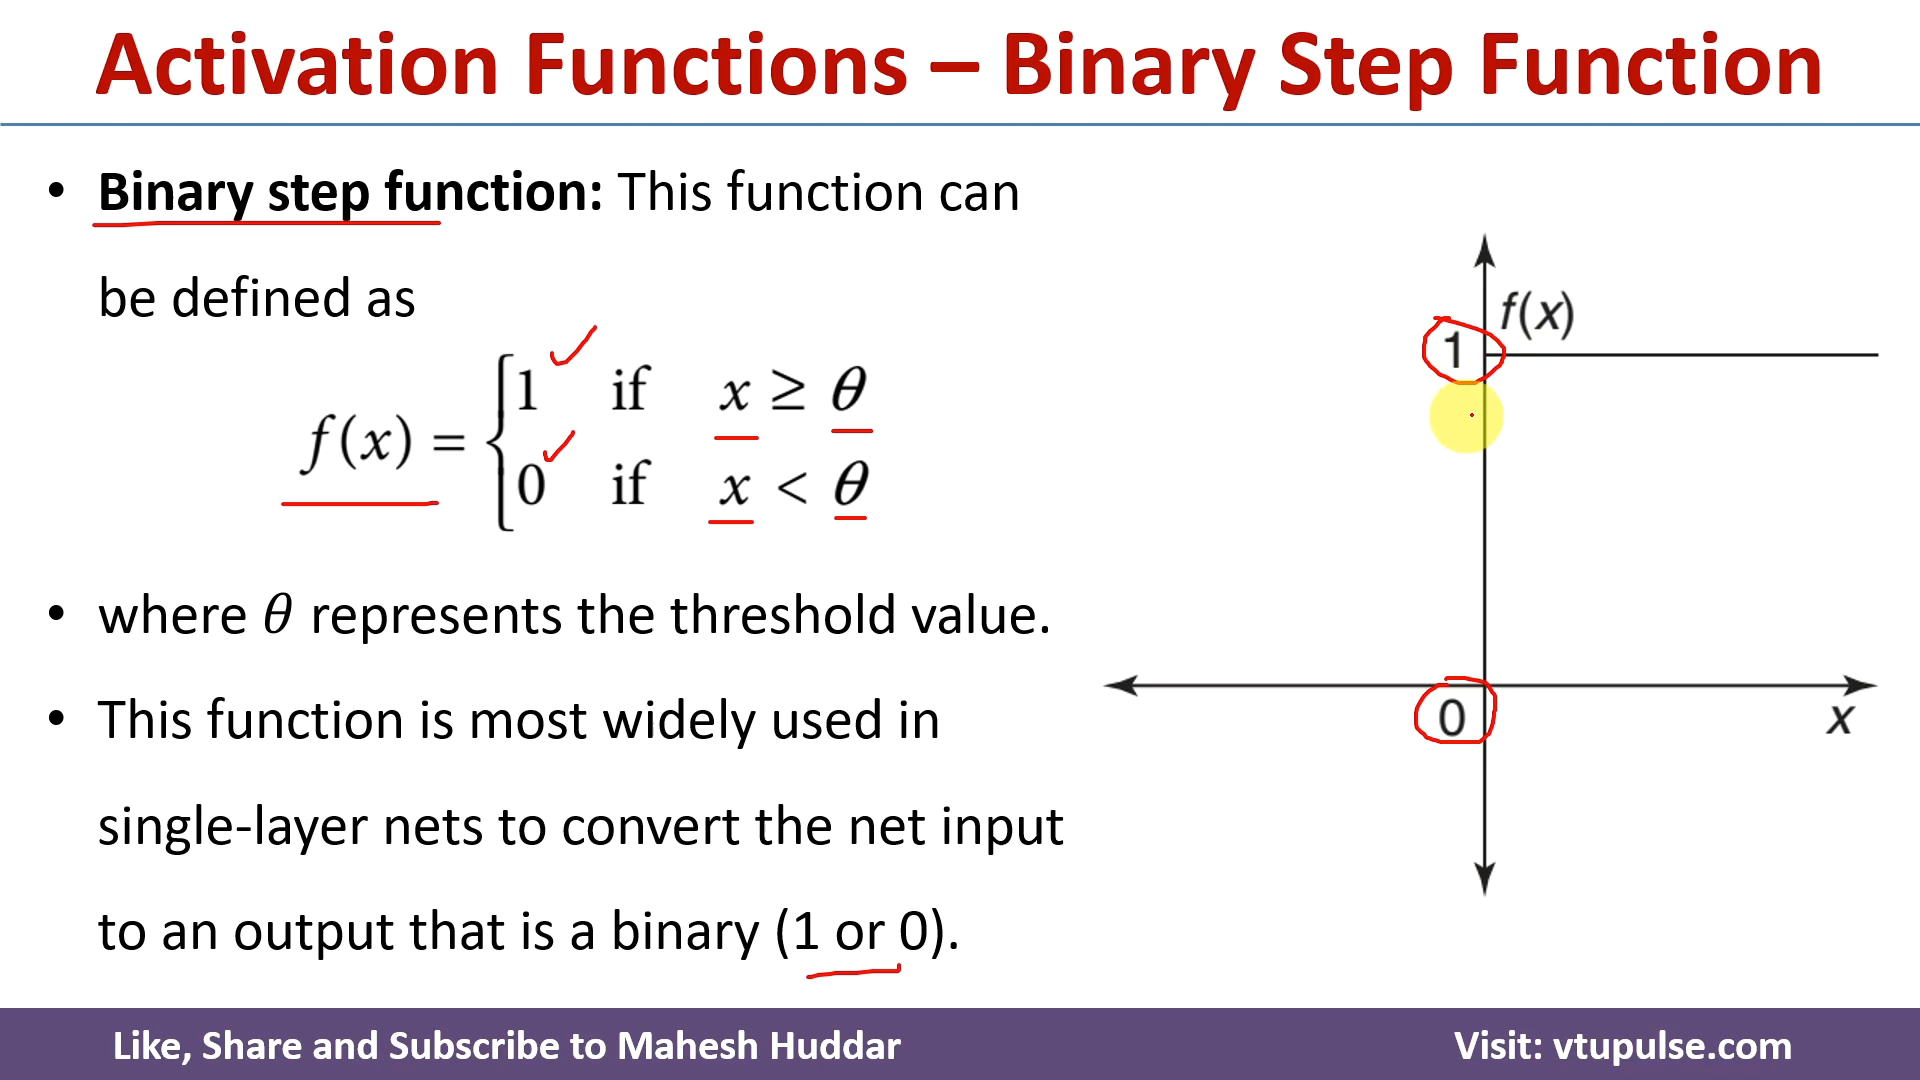 Activation Functions – Binary Step Function
• Binary step function: This function can
be defined as
f(x) = { 1 if x ≥ θ
0 if x < θ
• where θ represents the threshold value.
• This function is most widely used in
single-layer nets to convert the net input
to an output that is a binary (1 or 0).
f(x)
1
0
x
Like, Share and Subscribe to Mahesh Huddar
Visit: vtupulse.com